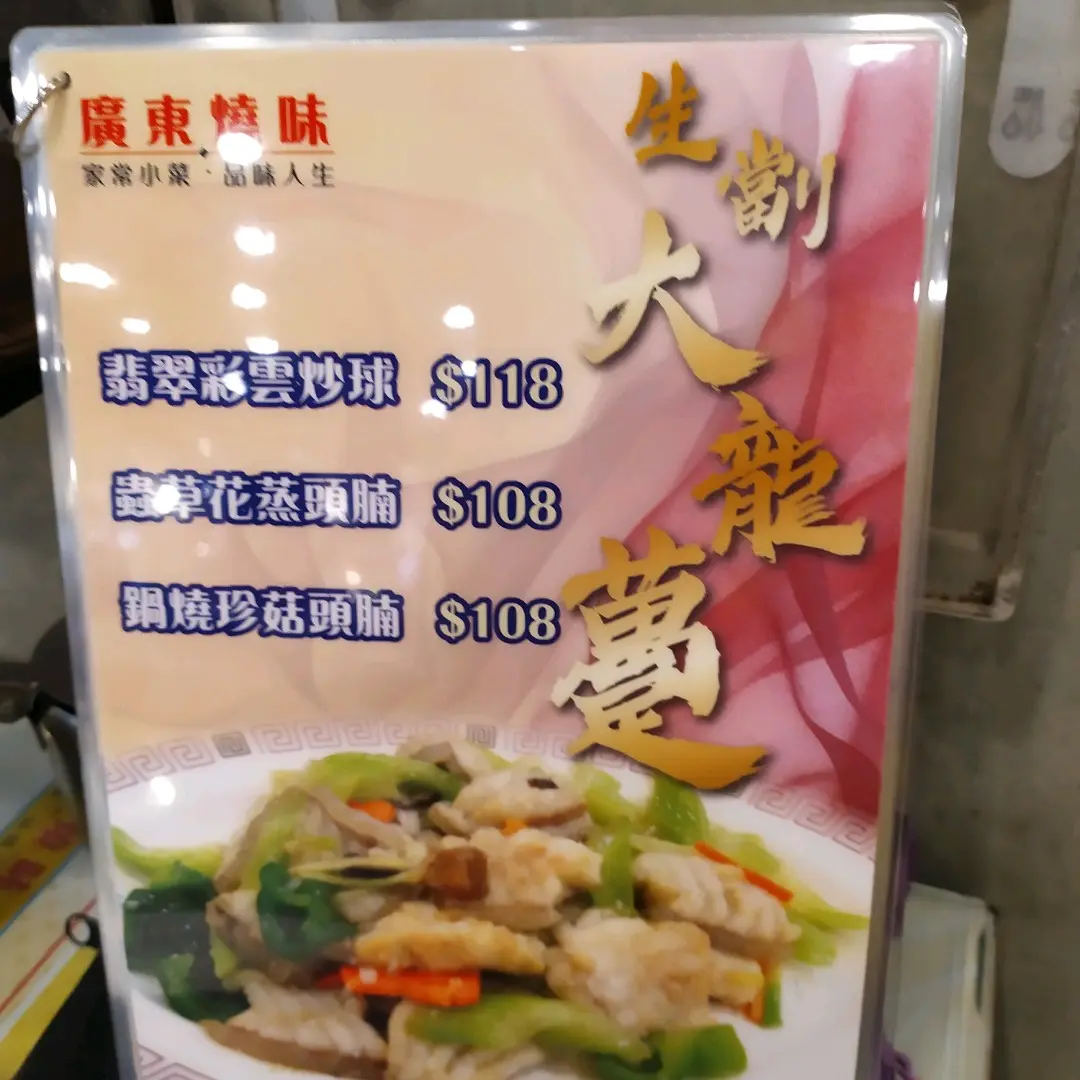 廣東燒味
家常小菜·品味人生
生劏大龍躉
翡翠彩雲炒球 $118
蟲草花蒸頭腩 $108
鍋燒珍菇頭腩 $108